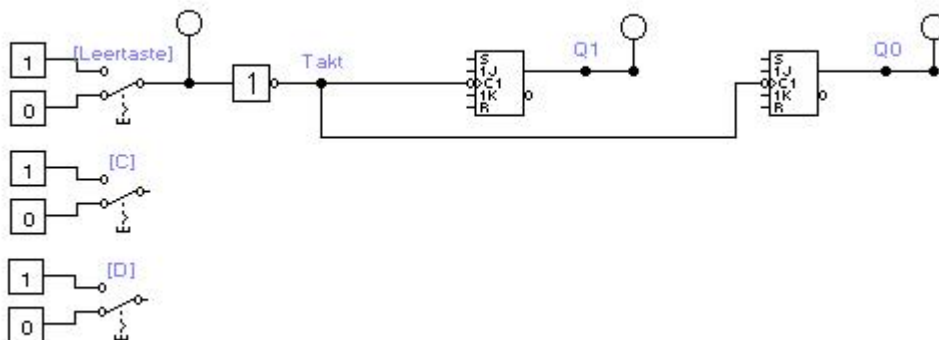 1 [Leertaste]
0
1 Takt
S
1J
C1
1K
R
Q1
S
1J
C1
1K
R
Q0
1 [C]
0
1 [D]
0